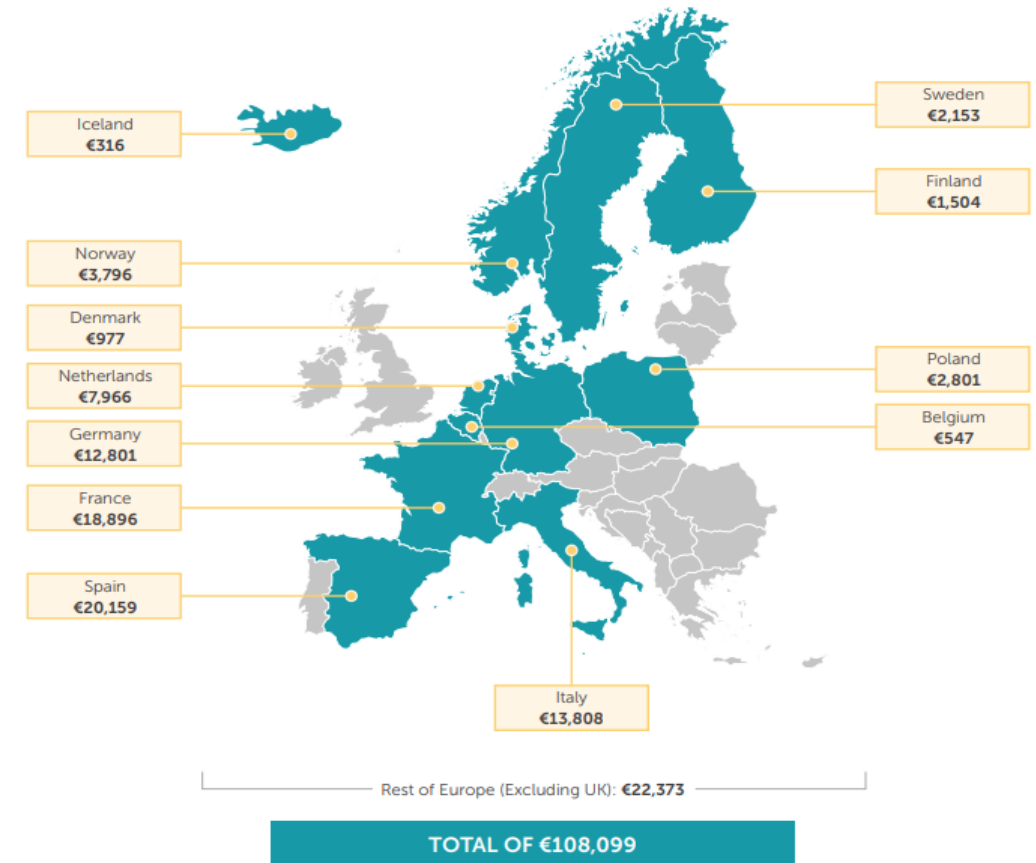 Iceland
€316
Norway
€3,796
Denmark
€977
Netherlands
€7,966
Germany
€12,801
France
€18,896
Spain
€20,159
Sweden
€2,153
Finland
€1,504
Poland
€2,801
Belgium
€547
Italy
€13,808
Rest of Europe (Excluding UK): €22,373
TOTAL OF €108,099